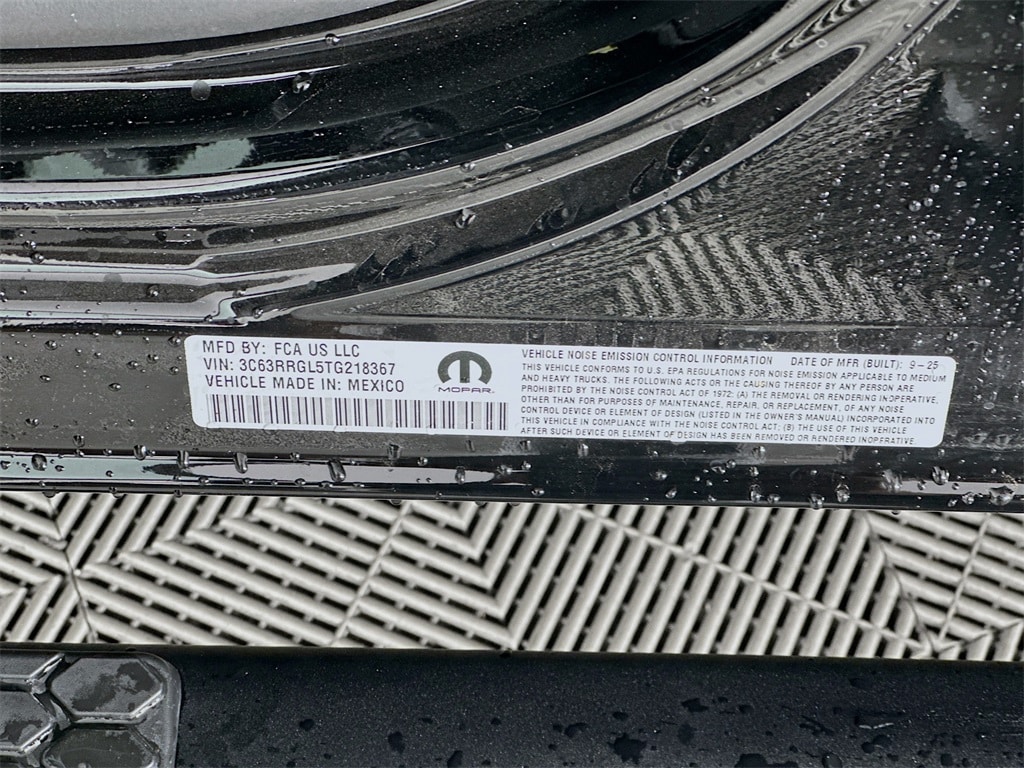 MFD BY: FCA US LLC
VIN: 3C63RRGL5TG218367
VEHICLE MADE IN: MEXICO
MOPAR
VEHICLE NOISE EMISSION CONTROL INFORMATION DATE OF MFR (BUILT): 9-25
THIS VEHICLE CONFORMS TO U.S. EPA REGULATIONS FOR NOISE EMISSION APPLICABLE TO MEDIUM
AND HEAVY TRUCKS. THE FOLLOWING ACTS OR THE CAUSING THEREOF BY ANY PERSON ARE
PROHIBITED BY THE NOISE CONTROL ACT OF 1972: (A) THE REMOVAL OR RENDERING INOPERATIVE,
OTHER THAN FOR PURPOSES OF MAINTENANCE, REPAIR, OR REPLACEMENT, OF ANY NOISE
CONTROL DEVICE OR ELEMENT OF DESIGN (LISTED IN THE OWNER'S MANUAL) INCORPORATED INTO
THIS VEHICLE IN COMPLIANCE WITH THE NOISE CONTROL ACT; (B) THE USE OF THIS VEHICLE
AFTER SUCH DEVICE OR ELEMENT OF DESIGN HAS BEEN REMOVED OR RENDERED INOPERATIVE.